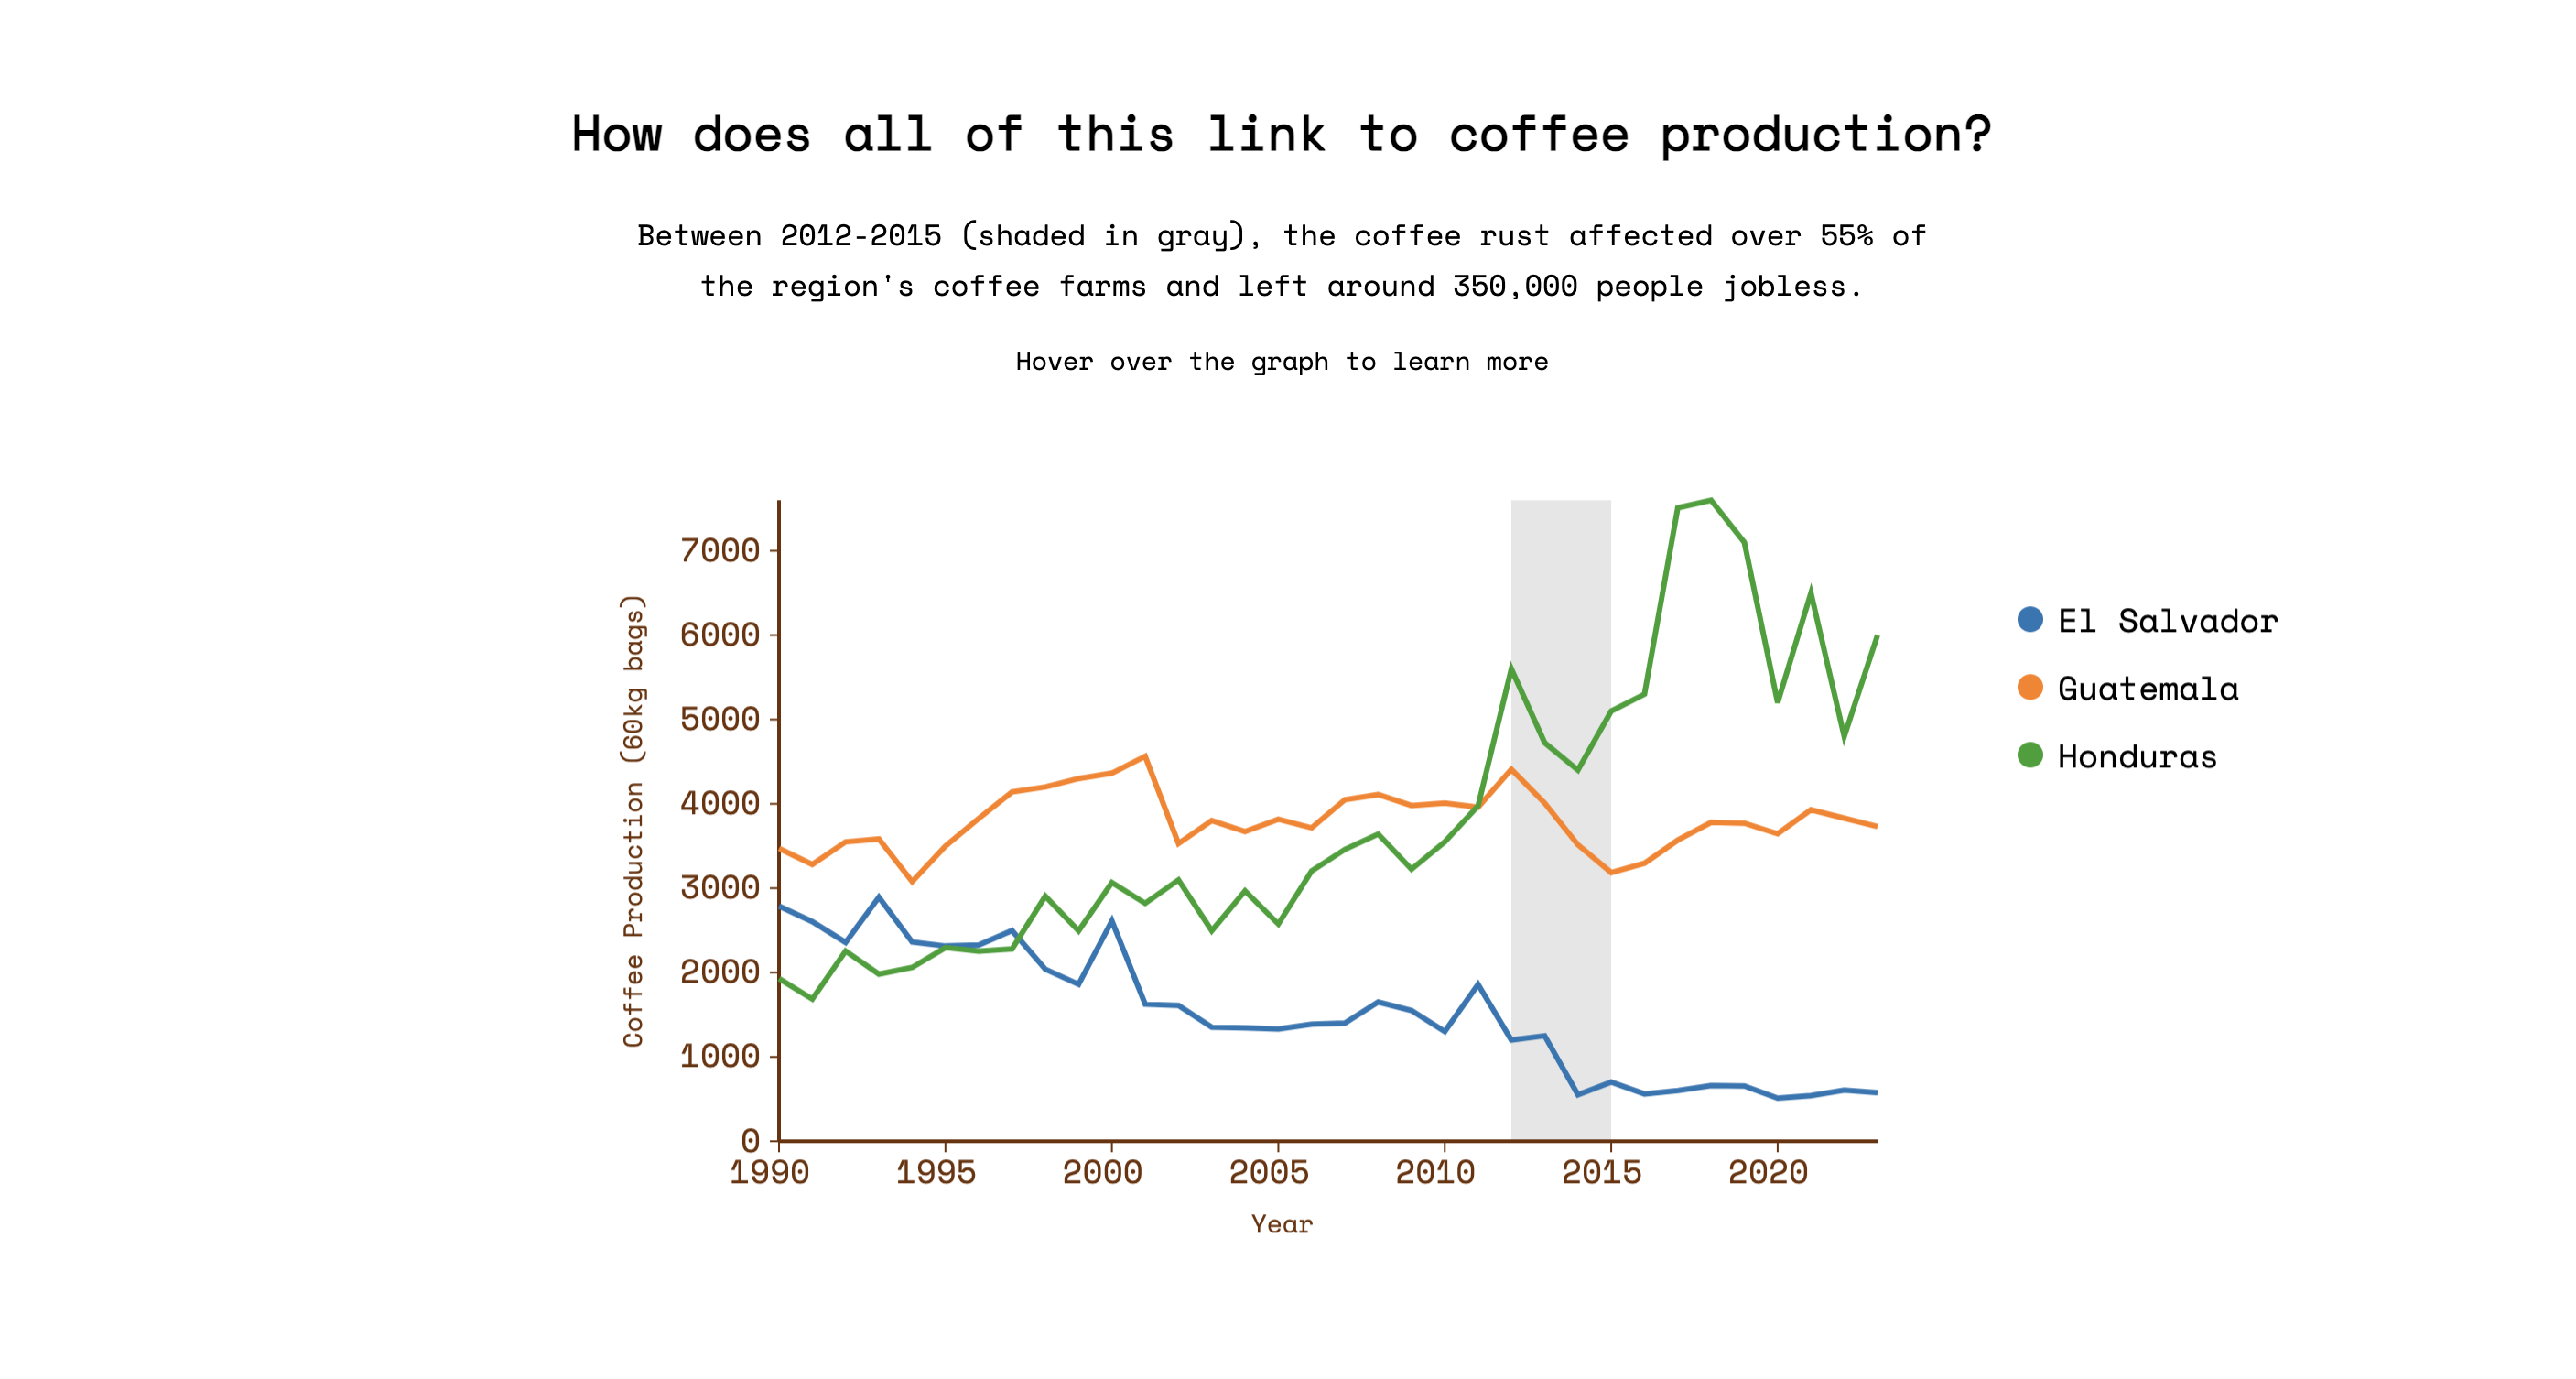 How does all of this link to coffee production?
Between 2012-2015 (shaded in gray), the coffee rust affected over 55% of
the region's coffee farms and left around 350,000 people jobless.
Hover over the graph to learn more
Coffee Production (60kg bags)
7000
6000
5000
4000
3000
2000
1000
0
1990 1995 2000 2005 2010 2015 2020
Year
El Salvador
Guatemala
Honduras